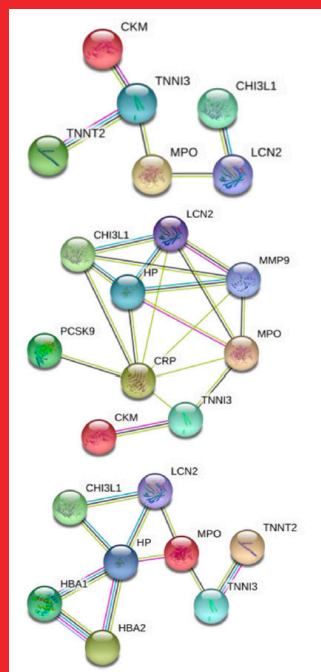 CKM
TNNI3
CHI3L1
TNNT2
MPO
LCN2
LCN2
CHI3L1
HP
MMP9
PCSK9
MPO
CRP
TNNI3
CKM
LCN2
CHI3L1
HP
MPO
TNNT2
HBA1
TNNI3
HBA2